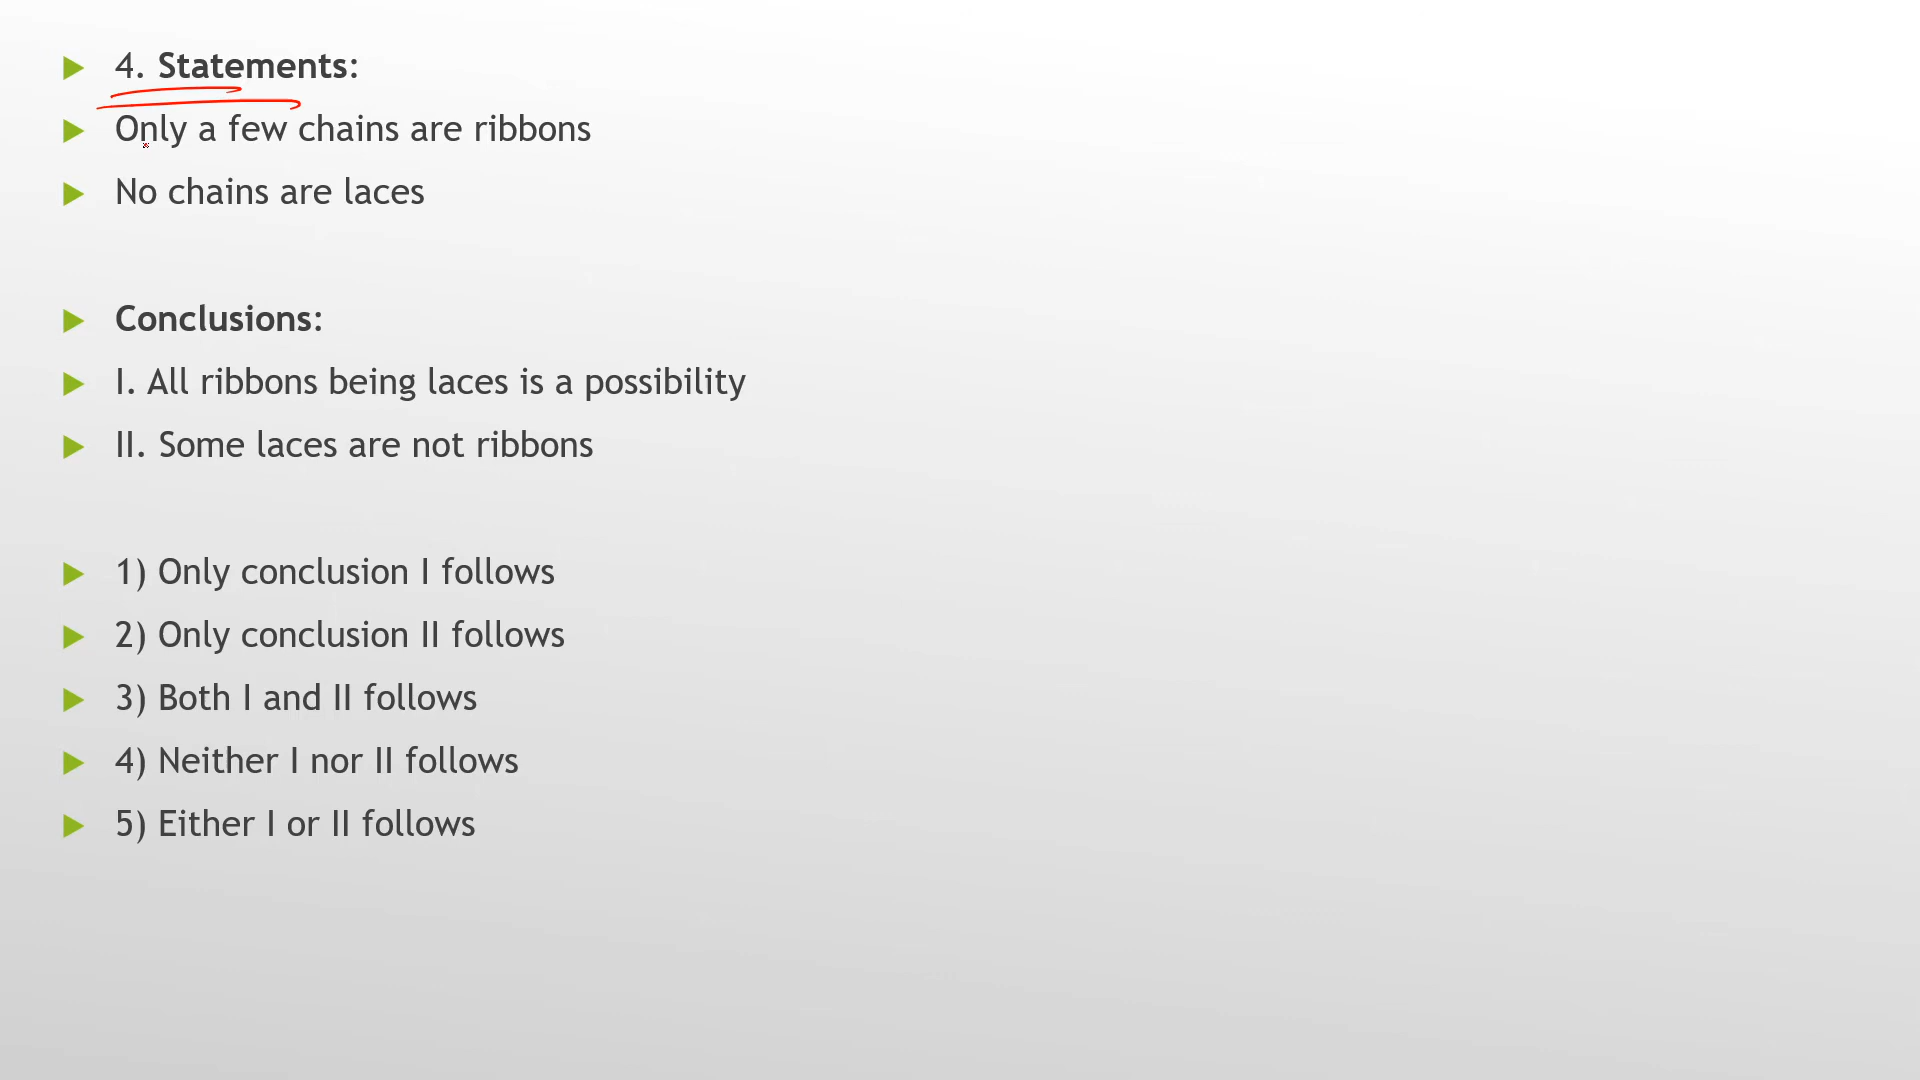 4. Statements:
Only a few chains are ribbons
No chains are laces
Conclusions:
I. All ribbons being laces is a possibility
II. Some laces are not ribbons
1) Only conclusion I follows
2) Only conclusion II follows
3) Both I and II follows
4) Neither I nor II follows
5) Either I or II follows